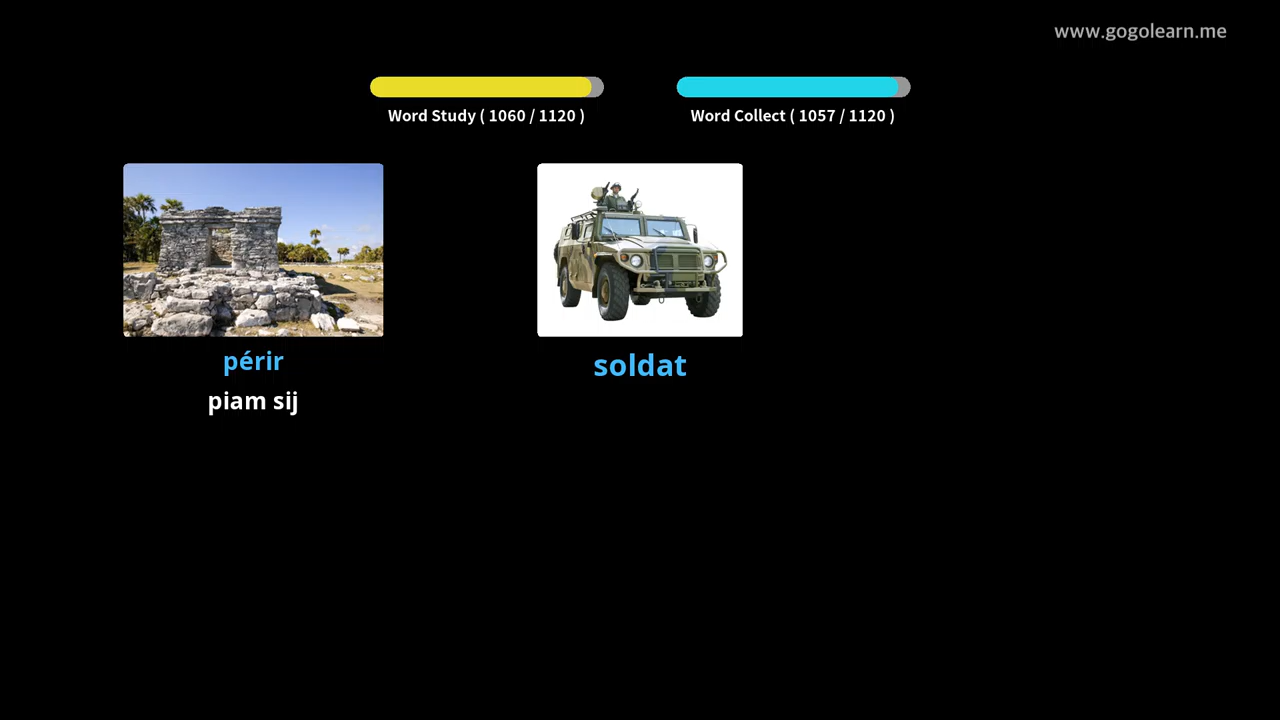 www.gogolearn.me
Word Study ( 1060 / 1120 )
Word Collect ( 1057 / 1120 )
périr
piam sij
soldat